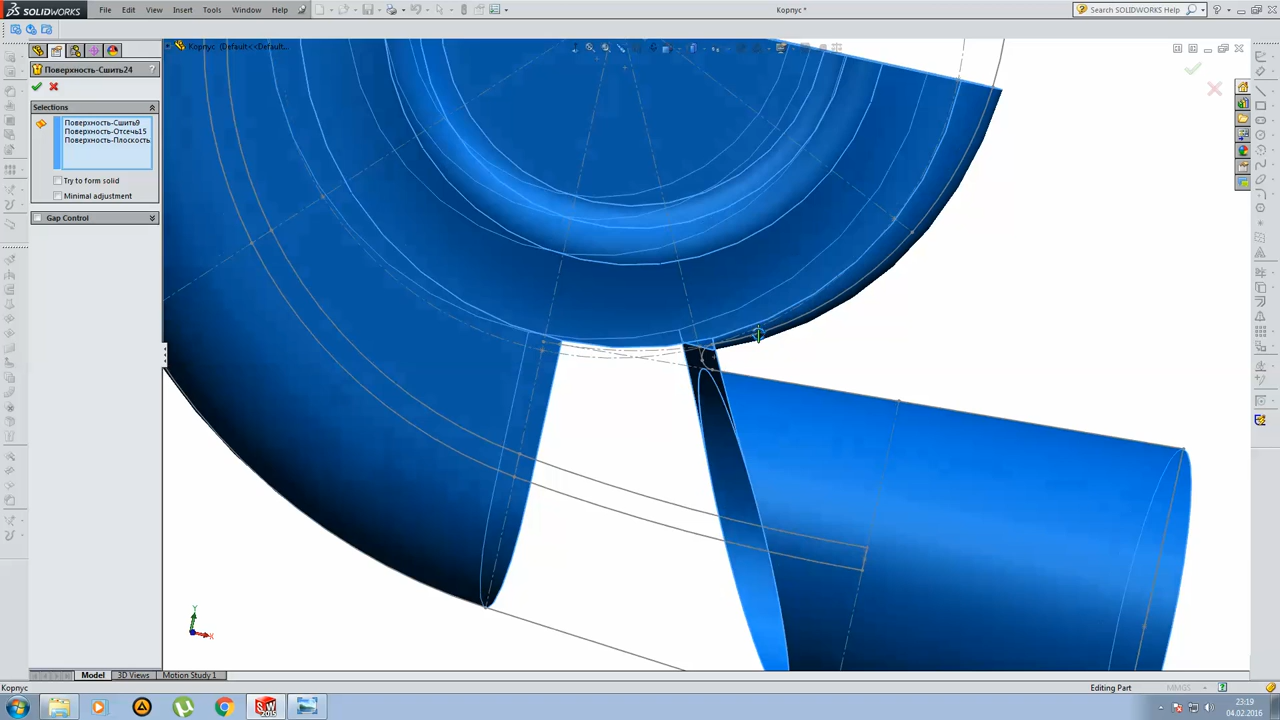 SOLIDWORKS
File Edit View Insert Tools Window Help
Корпус *
Search SOLIDWORKS Help
Корпус (Default<<Default...
Поверхность-Сшить24
?
Selections
Поверхность-Сшить9
Поверхность-Отсечь15
Поверхность-Плоскость
Try to form solid
Minimal adjustment
Gap Control
Y
X
Model 3D Views Motion Study 1
Корпус
Editing Part
MMGS
SW
2015
23:19
04.02.2016